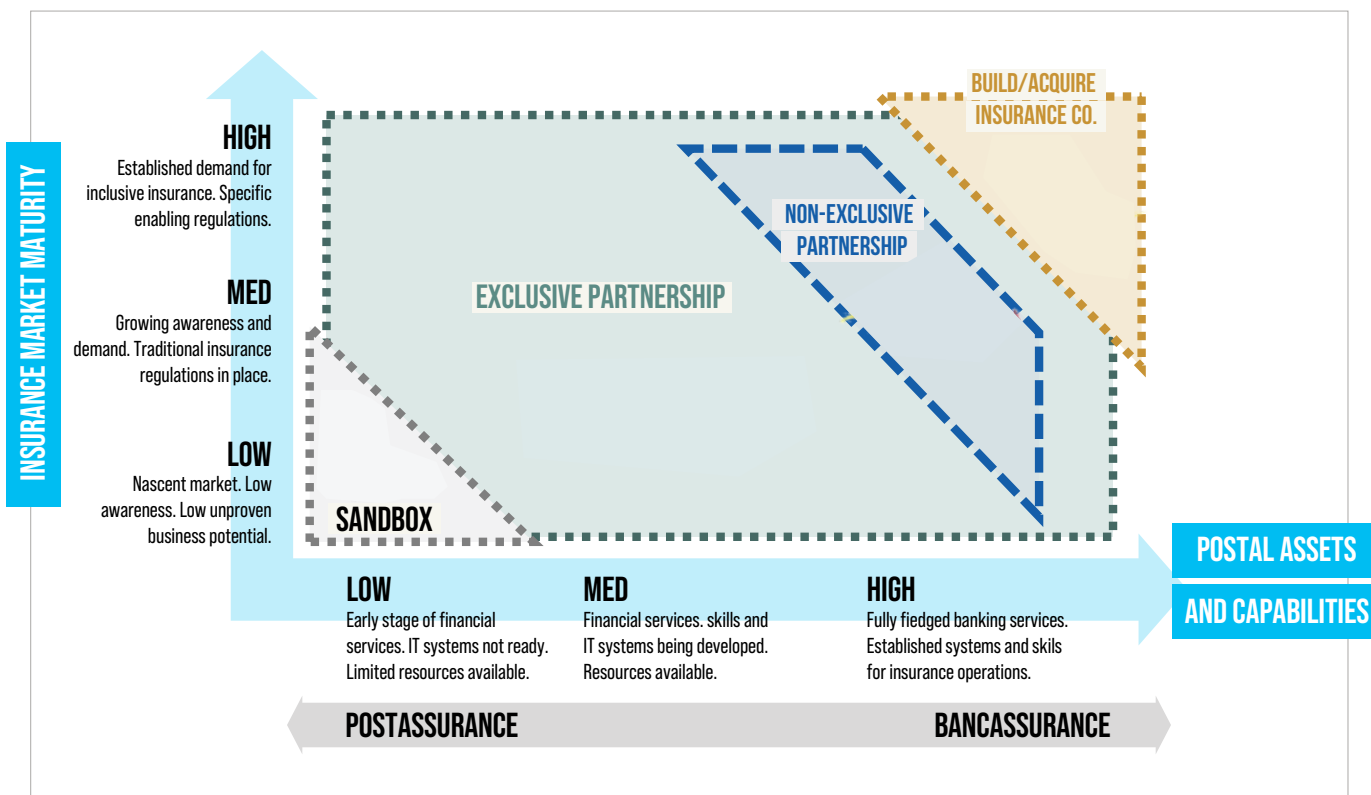 INSURANCE MARKET MATURITY
HIGH
Established demand for
inclusive insurance. Specific
enabling regulations.
MED
Growing awareness and
demand. Traditional insurance
regulations in place.
LOW
Nascent market. Low
awareness. Low unproven
business potential.
BUILD/ACQUIRE
INSURANCE CO.
NON-EXCLUSIVE
PARTNERSHIP
EXCLUSIVE PARTNERSHIP
SANDBOX
LOW
Early stage of financial
services. IT systems not ready.
Limited resources available.
MED
Financial services. skills and
IT systems being developed.
Resources available.
HIGH
Fully fiedged banking services.
Established systems and skils
for insurance operations.
POSTAL ASSETS
AND CAPABILITIES
POSTASSURANCE
BANCASSURANCE